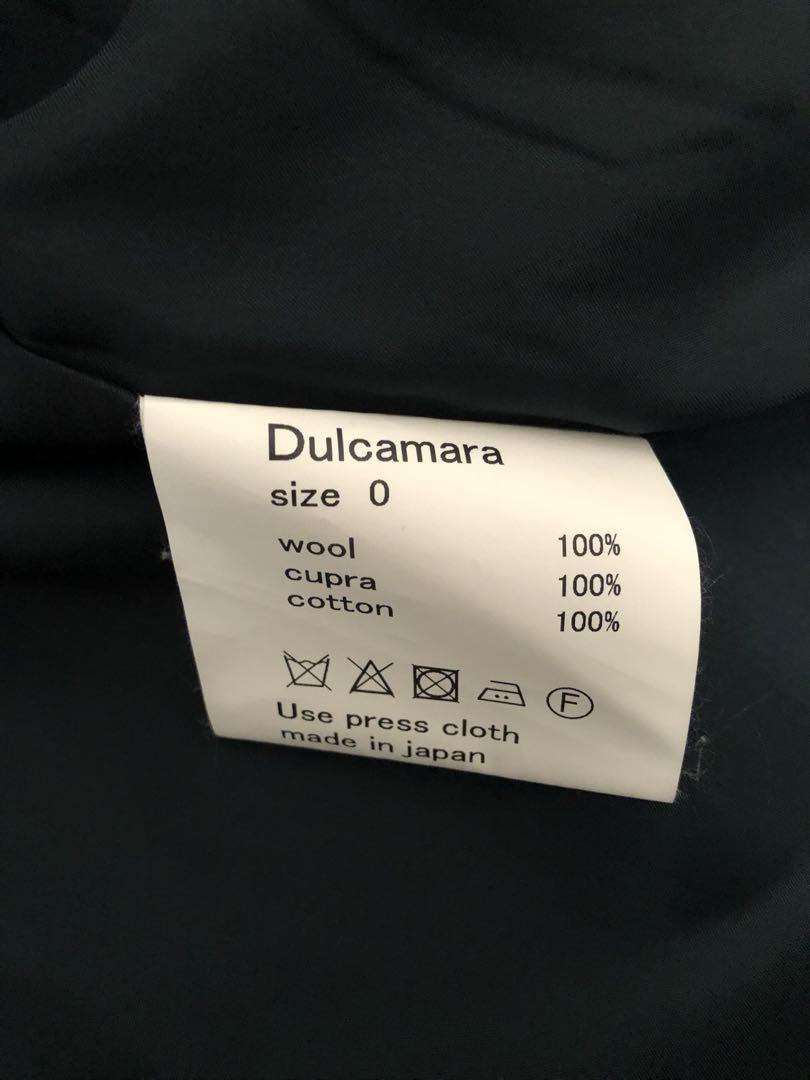 Dulcamara
size 0
wool 100%
cupra 100%
cotton 100%
F
Use press cloth
made in japan